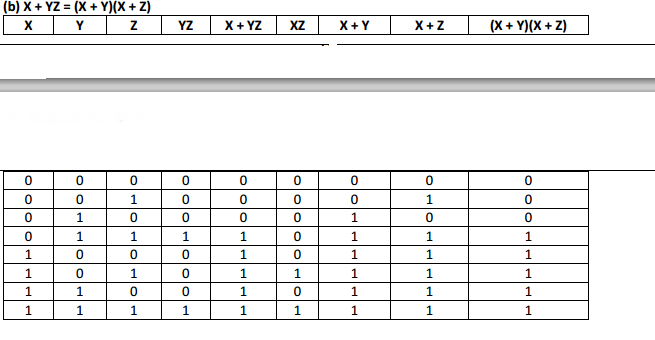 (b) X + YZ = (X + Y)(X + Z)
X Y Z YZ X + YZ XZ X + Y X + Z (X + Y)(X + Z)
0 0 0 0 0 0 0 0 0
0 0 1 0 0 0 0 1 0
0 1 0 0 0 0 1 0 0
0 1 1 1 1 0 1 1 1
1 0 0 0 1 0 1 1 1
1 0 1 0 1 1 1 1 1
1 1 0 0 1 0 1 1 1
1 1 1 1 1 1 1 1 1